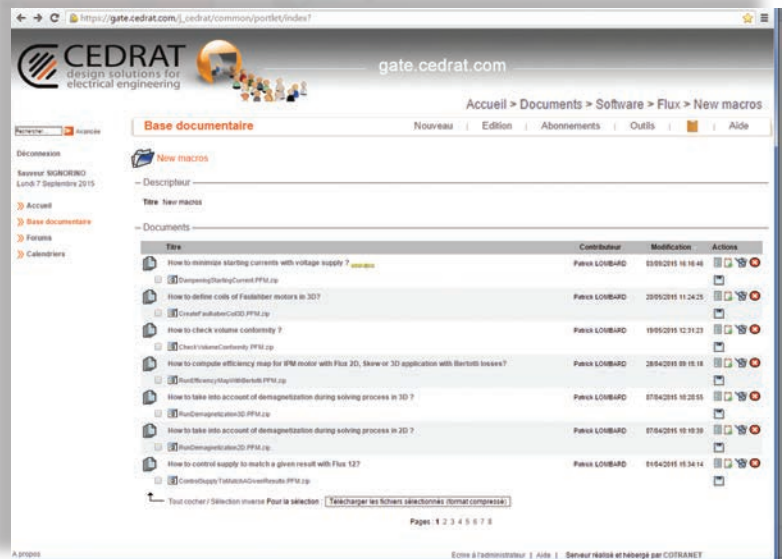 https://gate.cedrat.com/j_cedrat/common/portlet/index?
CEDRAT
design solutions for
electrical engineering
gate.cedrat.com
Accueil > Documents > Software > Flux > New macros
Rechercher... Avancée
Base documentaire
Nouveau | Edition | Abonnements | Outils | | Aide
Déconnexion
Sauveur SIGNORINO
Lundi 7 Septembre 2015
Accueil
Base documentaire
Forums
Calendriers
New macros
Descripteur
Titre New macros
Documents
Titre Contributeur Modification Actions
How to minimize starting currents with voltage supply ? Patrick LOMBARD 03/09/2015 16:16:46
DampeningStartingCurrent.PFM.zip
How to define coils of Faulahber motors in 3D? Patrick LOMBARD 20/05/2015 11:24:25
CreateFaulhaberCoil3D.PFM.zip
How to check volume conformity ? Patrick LOMBARD 19/05/2015 12:31:23
CheckVolumeConformity.PFM.zip
How to compute efficiency map for IPM motor with Flux 2D, Skew or 3D application with Bertotti losses? Patrick LOMBARD 28/04/2015 09:15:18
RunEfficiencyMapWithBertotti.PFM.zip
How to take into account of demagnetization during solving process in 3D ? Patrick LOMBARD 07/04/2015 10:28:55
RunDemagnetization3D.PFM.zip
How to take into account of demagnetization during solving process in 2D ? Patrick LOMBARD 07/04/2015 10:18:38
RunDemagnetization2D.PFM.zip
How to control supply to match a given result with Flux 12? Patrick LOMBARD 01/04/2015 15:34:14
ControlSupplyToMatchAGivenResults.PFM.zip
Tout cocher / Sélection inverse Pour la sélection : Télécharger les fichiers sélectionnés (format compressé)
Pages : 1 2 3 4 5 6 7 8
A propos
Ecrire à l'administrateur | Aide | Serveur réalisé et hébergé par COTRANET